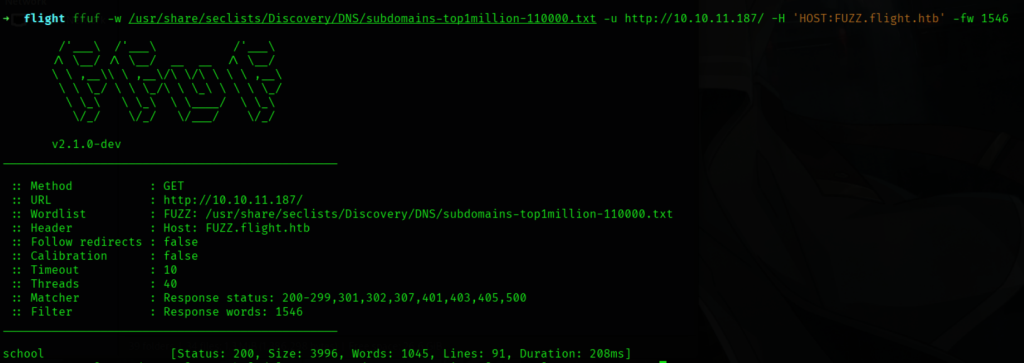 → flight ffuf -w /usr/share/seclists/Discovery/DNS/subdomains-top1million-110000.txt -u http://10.10.11.187/ -H 'HOST:FUZZ.flight.htb' -fw 1546
v2.1.0-dev
:: Method : GET
:: URL : http://10.10.11.187/
:: Wordlist : FUZZ: /usr/share/seclists/Discovery/DNS/subdomains-top1million-110000.txt
:: Header : Host: FUZZ.flight.htb
:: Follow redirects : false
:: Calibration : false
:: Timeout : 10
:: Threads : 40
:: Matcher : Response status: 200-299,301,302,307,401,403,405,500
:: Filter : Response words: 1546
school [Status: 200, Size: 3996, Words: 1045, Lines: 91, Duration: 208ms]